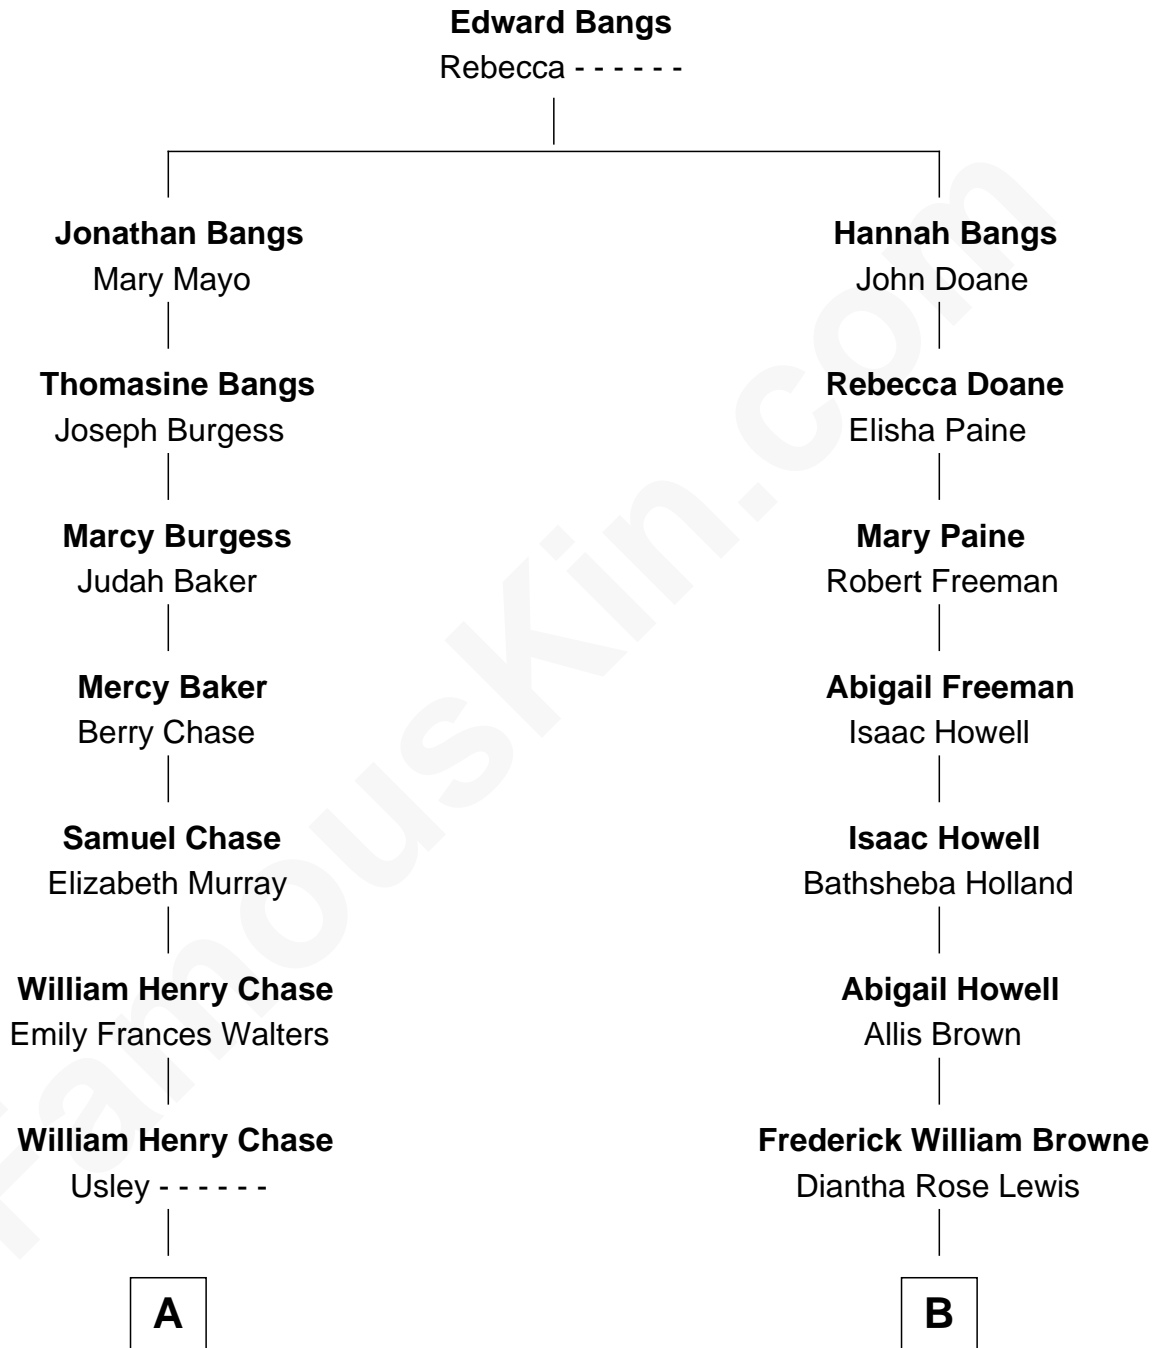 Edward Bangs
Rebecca - - - - - -
Jonathan Bangs
Mary Mayo
Hannah Bangs
John Doane
Thomasine Bangs
Joseph Burgess
Rebecca Doane
Elisha Paine
Marcy Burgess
Judah Baker
Mary Paine
Robert Freeman
Mercy Baker
Berry Chase
Abigail Freeman
Isaac Howell
Samuel Chase
Elizabeth Murray
Isaac Howell
Bathsheba Holland
William Henry Chase
Emily Frances Walters
Abigail Howell
Allis Brown
William Henry Chase
Usley - - - - - -
Frederick William Browne
Diantha Rose Lewis
A
B
FamousKin.com